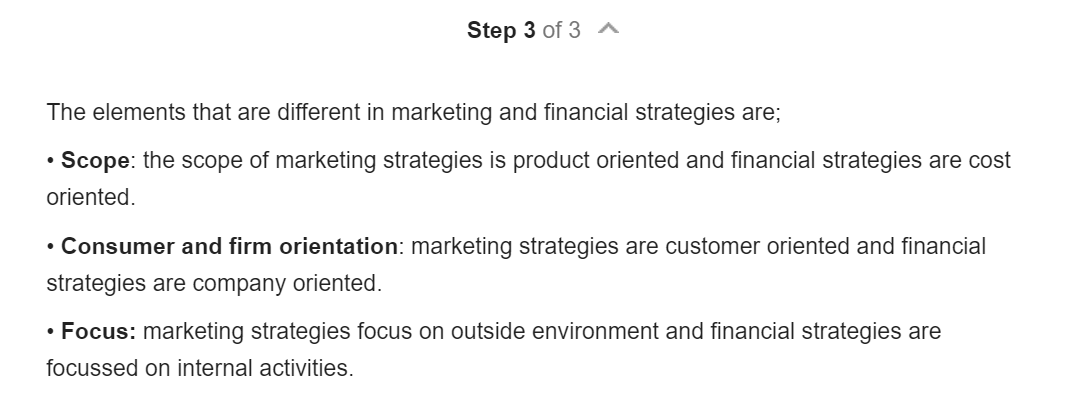 Step 3 of 3
The elements that are different in marketing and financial strategies are;
• Scope: the scope of marketing strategies is product oriented and financial strategies are cost
oriented.
• Consumer and firm orientation: marketing strategies are customer oriented and financial
strategies are company oriented.
• Focus: marketing strategies focus on outside environment and financial strategies are
focussed on internal activities.